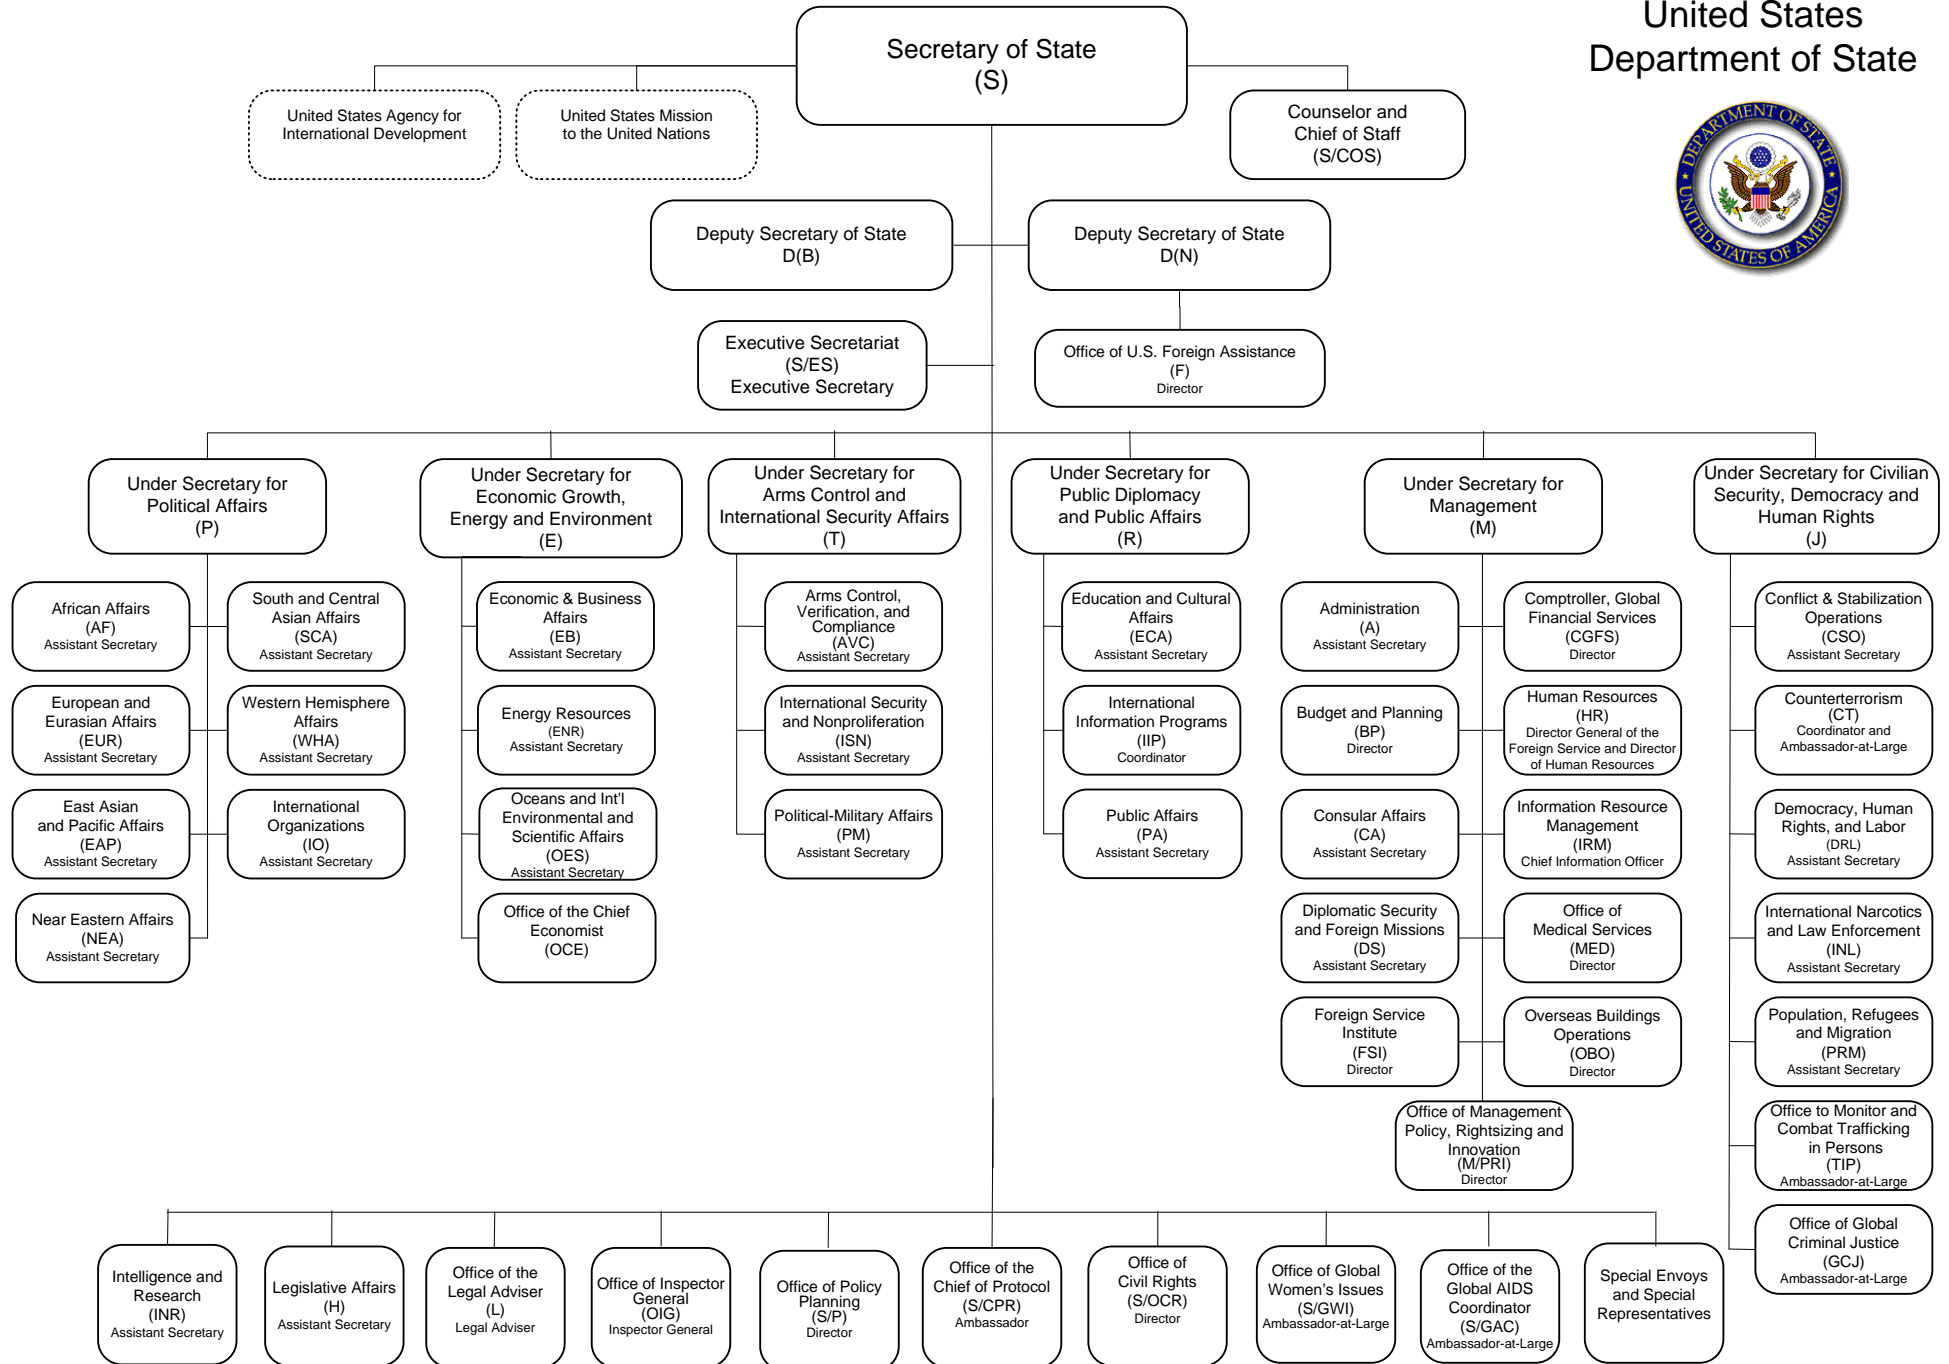 United States
Department of State
DEPARTMENT OF STATE
UNITED STATES OF AMERICA
Secretary of State
(S)
United States Agency for
International Development
United States Mission
to the United Nations
Counselor and
Chief of Staff
(S/COS)
Deputy Secretary of State
D(B)
Deputy Secretary of State
D(N)
Executive Secretariat
(S/ES)
Executive Secretary
Office of U.S. Foreign Assistance
(F)
Director
Under Secretary for
Political Affairs
(P)
Under Secretary for
Economic Growth,
Energy and Environment
(E)
Under Secretary for
Arms Control and
International Security Affairs
(T)
Under Secretary for
Public Diplomacy
and Public Affairs
(R)
Under Secretary for
Management
(M)
Under Secretary for Civilian
Security, Democracy and
Human Rights
(J)
African Affairs
(AF)
Assistant Secretary
South and Central
Asian Affairs
(SCA)
Assistant Secretary
Economic & Business
Affairs
(EB)
Assistant Secretary
Arms Control,
Verification, and
Compliance
(AVC)
Assistant Secretary
Education and Cultural
Affairs
(ECA)
Assistant Secretary
Administration
(A)
Assistant Secretary
Comptroller, Global
Financial Services
(CGFS)
Director
Conflict & Stabilization
Operations
(CSO)
Assistant Secretary
European and
Eurasian Affairs
(EUR)
Assistant Secretary
Western Hemisphere
Affairs
(WHA)
Assistant Secretary
Energy Resources
(ENR)
Assistant Secretary
International Security
and Nonproliferation
(ISN)
Assistant Secretary
International
Information Programs
(IIP)
Coordinator
Budget and Planning
(BP)
Director
Human Resources
(HR)
Director General of the
Foreign Service and Director
of Human Resources
Counterterrorism
(CT)
Coordinator and
Ambassador-at-Large
East Asian
and Pacific Affairs
(EAP)
Assistant Secretary
International
Organizations
(IO)
Assistant Secretary
Oceans and Int'l
Environmental and
Scientific Affairs
(OES)
Assistant Secretary
Political-Military Affairs
(PM)
Assistant Secretary
Public Affairs
(PA)
Assistant Secretary
Consular Affairs
(CA)
Assistant Secretary
Information Resource
Management
(IRM)
Chief Information Officer
Democracy, Human
Rights, and Labor
(DRL)
Assistant Secretary
Near Eastern Affairs
(NEA)
Assistant Secretary
Office of the Chief
Economist
(OCE)
Diplomatic Security
and Foreign Missions
(DS)
Assistant Secretary
Office of
Medical Services
(MED)
Director
International Narcotics
and Law Enforcement
(INL)
Assistant Secretary
Foreign Service
Institute
(FSI)
Director
Overseas Buildings
Operations
(OBO)
Director
Population, Refugees
and Migration
(PRM)
Assistant Secretary
Office of Management
Policy, Rightsizing and
Innovation
(M/PRI)
Director
Office to Monitor and
Combat Trafficking
in Persons
(TIP)
Ambassador-at-Large
Office of Global
Criminal Justice
(GCJ)
Ambassador-at-Large
Intelligence and
Research
(INR)
Assistant Secretary
Legislative Affairs
(H)
Assistant Secretary
Office of the
Legal Adviser
(L)
Legal Adviser
Office of Inspector
General
(OIG)
Inspector General
Office of Policy
Planning
(S/P)
Director
Office of the
Chief of Protocol
(S/CPR)
Ambassador
Office of
Civil Rights
(S/OCR)
Director
Office of Global
Women's Issues
(S/GWI)
Ambassador-at-Large
Office of the
Global AIDS
Coordinator
(S/GAC)
Ambassador-at-Large
Special Envoys
and Special
Representatives